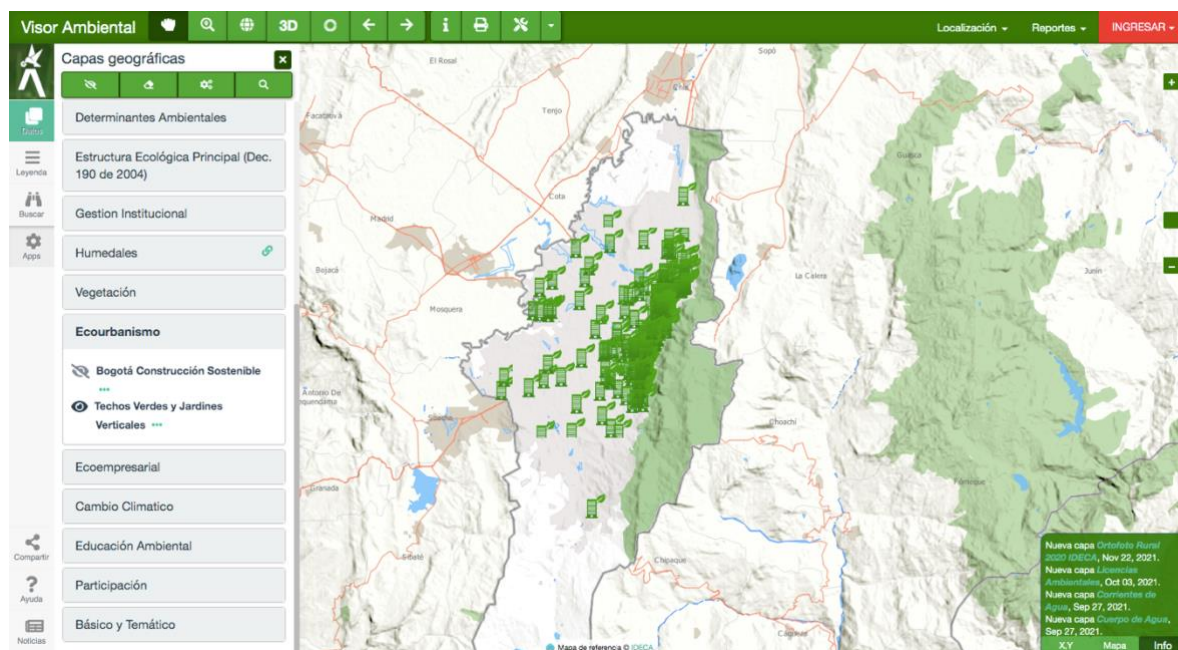 Visor Ambiental
3D
Localización
Reportes
INGRESAR
Capas geográficas
Datos
Leyenda
Buscar
Apps
Compartir
Ayuda
Noticias
Determinantes Ambientales
Estructura Ecológica Principal (Dec.
190 de 2004)
Gestion Institucional
Humedales
Vegetación
Ecourbanismo
Bogotá Construcción Sostenible
Techos Verdes y Jardines
Verticales
Ecoempresarial
Cambio Climatico
Educación Ambiental
Participación
Básico y Temático
El Rosal
Sopó
Tenjo
Cota
Madrid
Bojacá
Mosquera
La Calera
Guasca
Junín
Antonio De
Choachí
Granada
Sibaté
Chipaque
Fómeque
Mapa de referencia © IDECA
Nueva capa Ortofoto Rural
2020 IDECA, Nov 22, 2021.
Nueva capa Licencias
Ambientales, Oct 03, 2021.
Nueva capa Corrientes de
Agua, Sep 27, 2021.
Nueva capa Cuerpo de Agua,
Sep 27, 2021.
X,Y Mapa Info